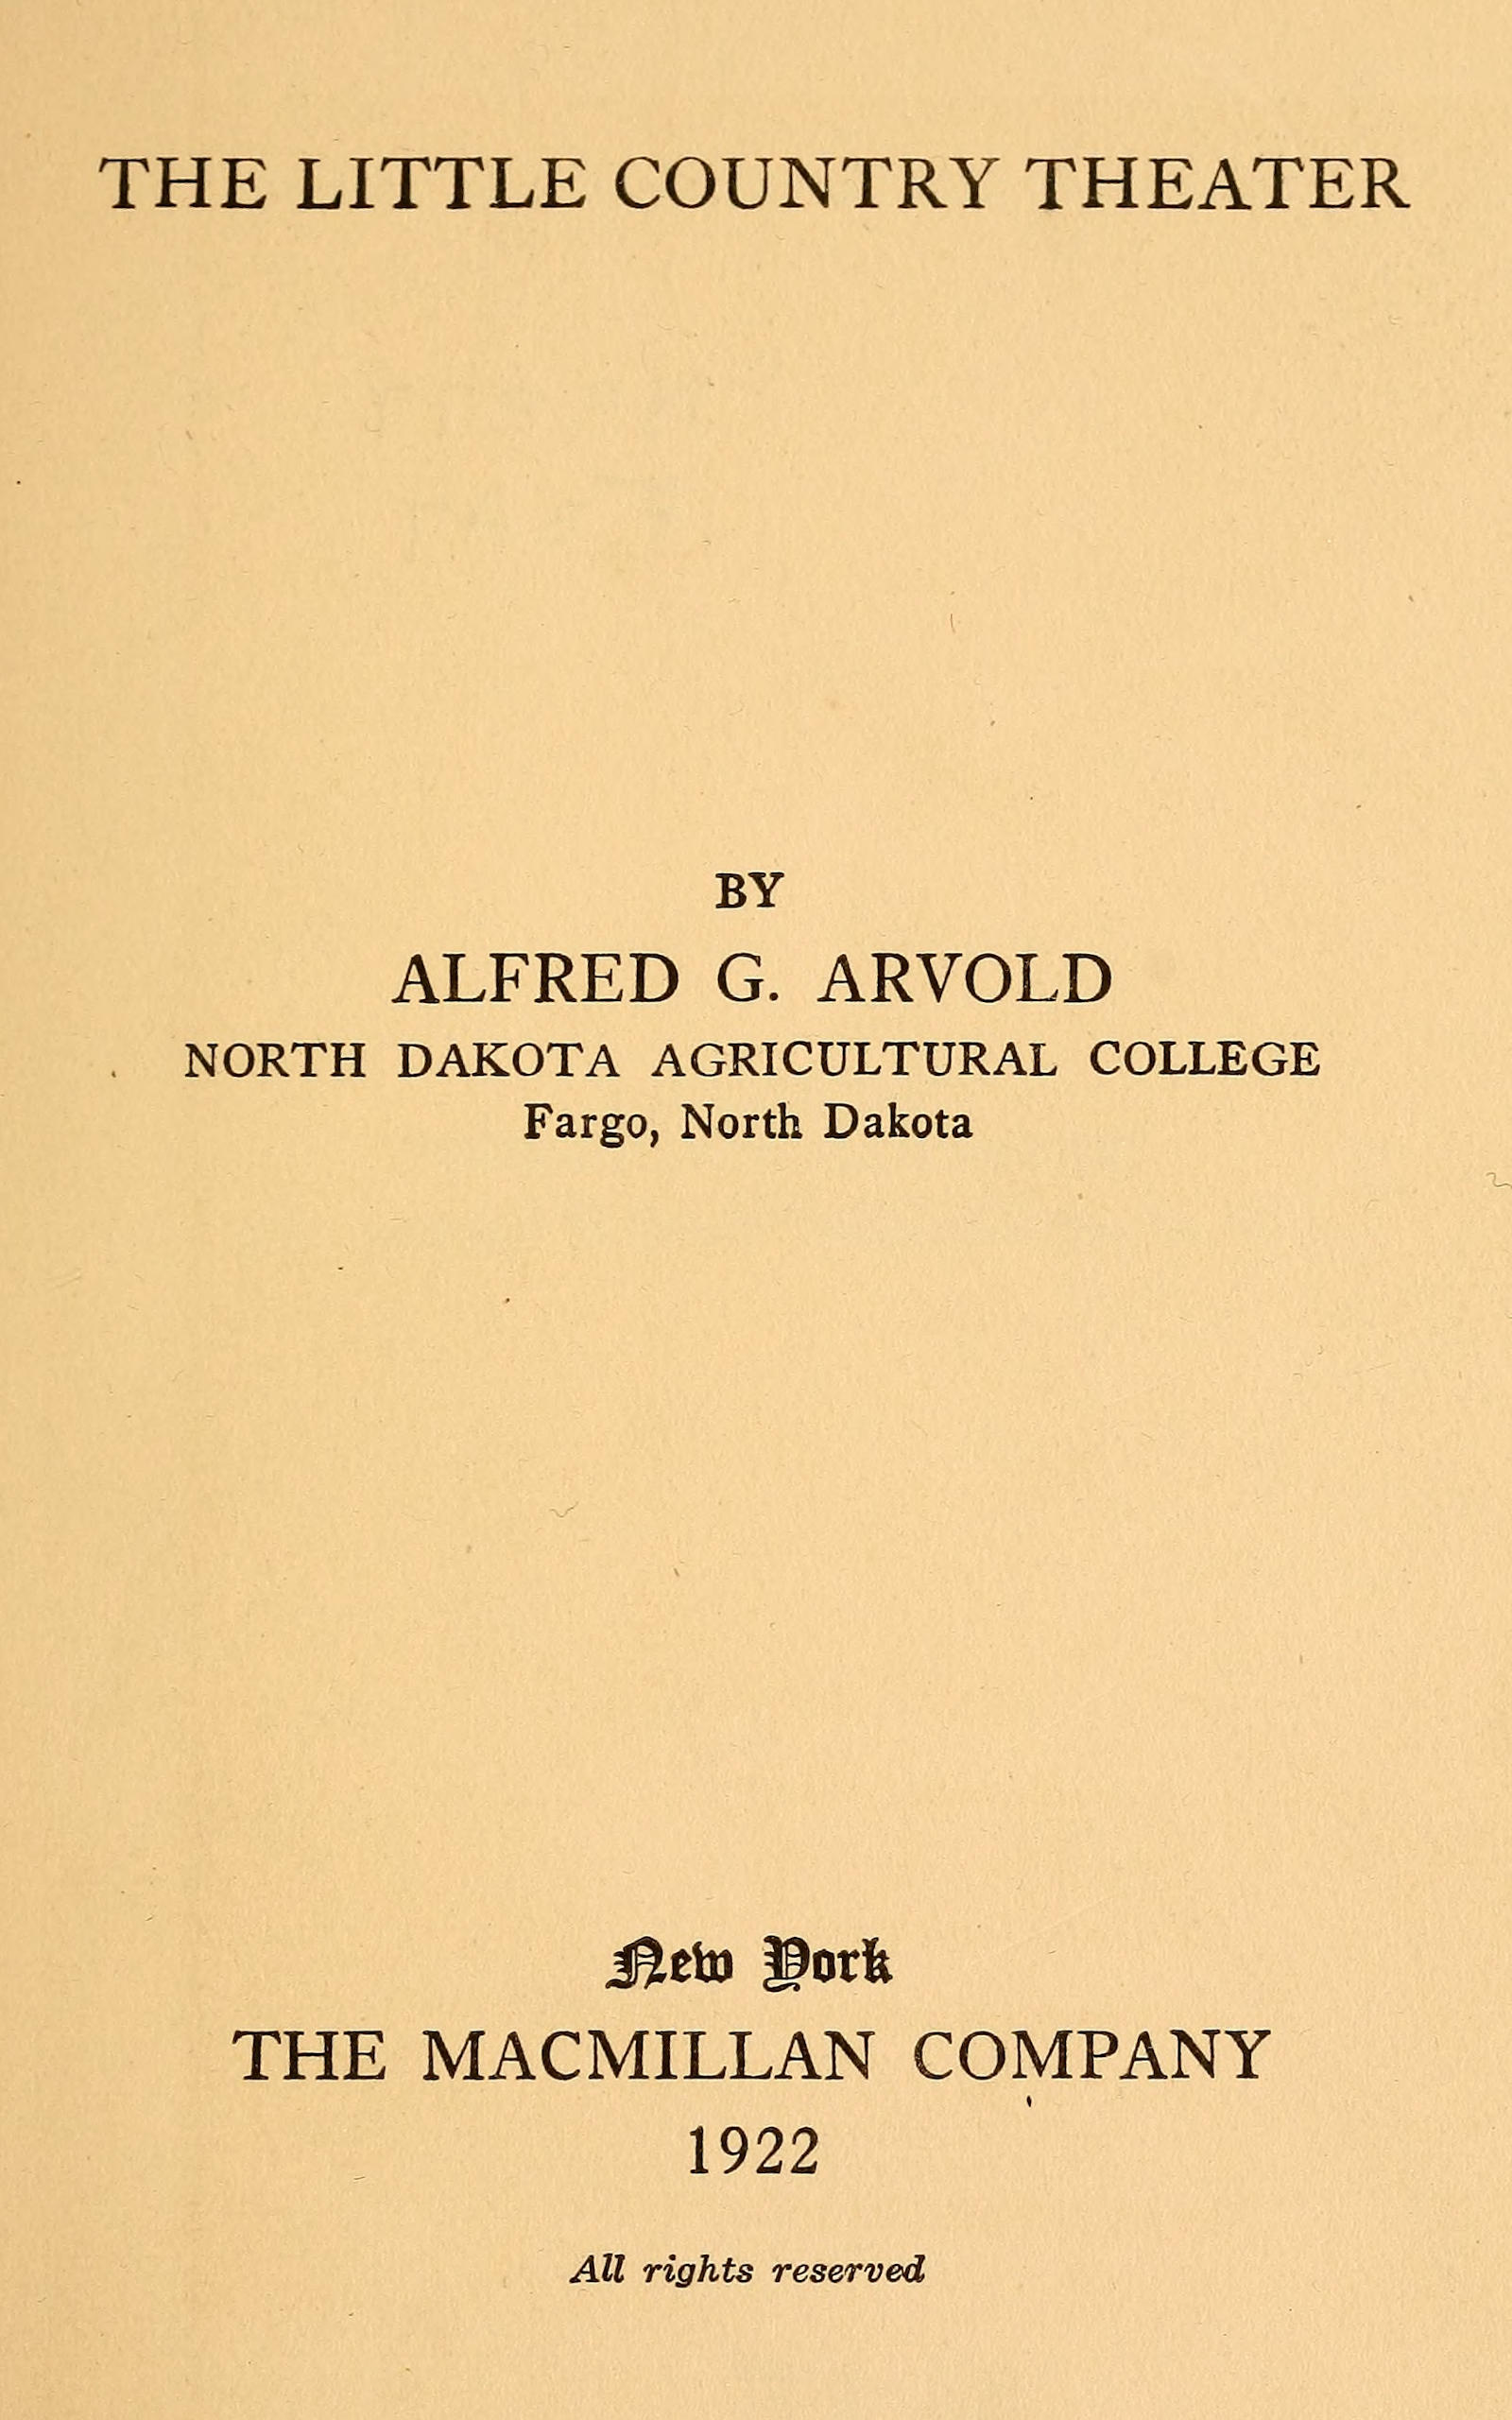 THE LITTLE COUNTRY THEATER
BY
ALFRED G. ARVOLD
NORTH DAKOTA AGRICULTURAL COLLEGE
Fargo, North Dakota
New York
THE MACMILLAN COMPANY
1922
All rights reserved